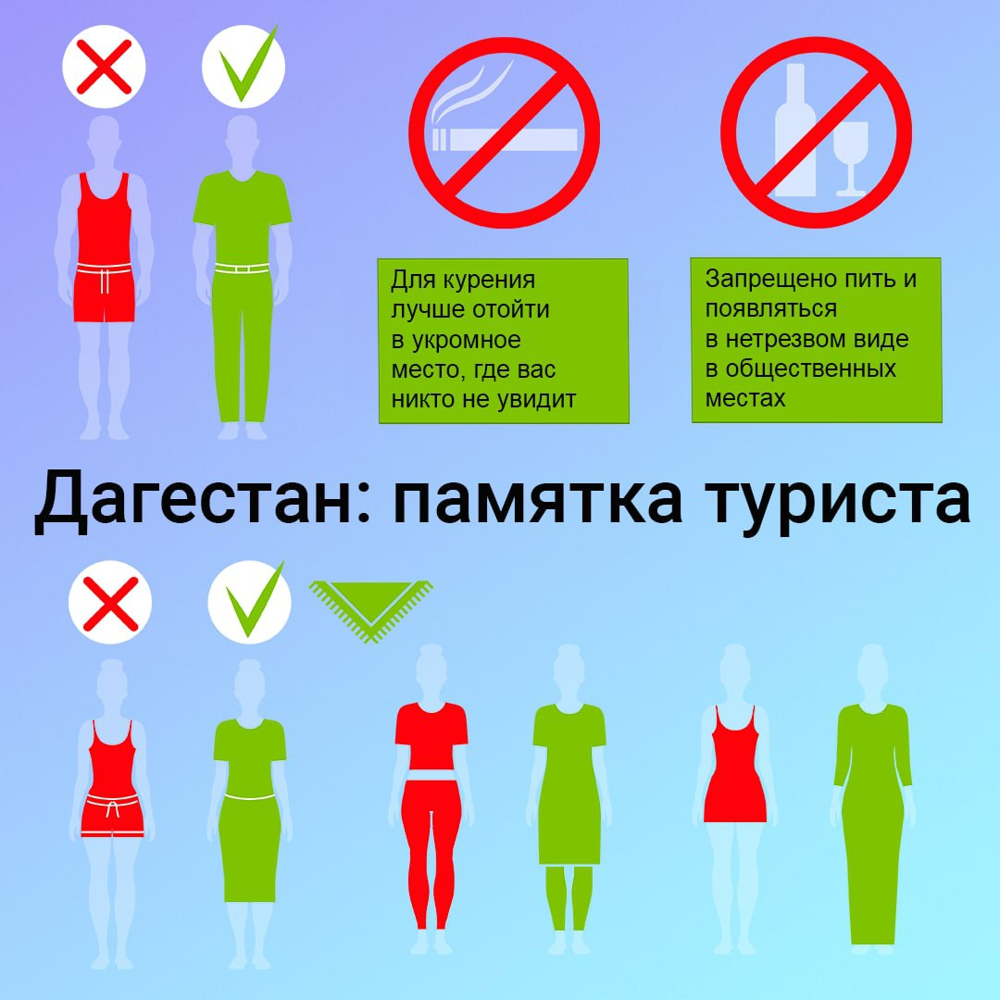 Для курения
лучше отойти
в укромное
место, где вас
никто не увидит
Запрещено пить и
появляться
в нетрезвом виде
в общественных
местах
Дагестан: памятка туриста